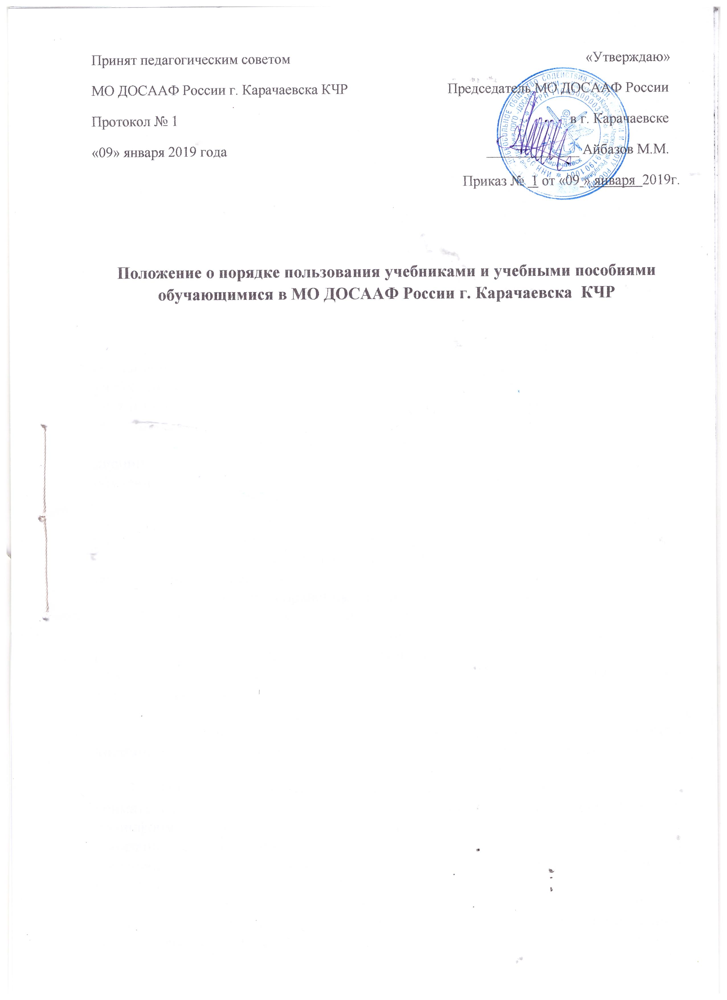 Принят педагогическим советом
МО ДОСААФ России г. Карачаевска КЧР
Протокол № 1
«09» января 2019 года
«Утверждаю»
Председатель МО ДОСААФ России
в г. Карачаевске
Айбазов М.М.
Приказ № 1 от «09 » января 2019г.
Положение о порядке пользования учебниками и учебными пособиями
обучающимися в МО ДОСААФ России г. Карачаевска КЧР